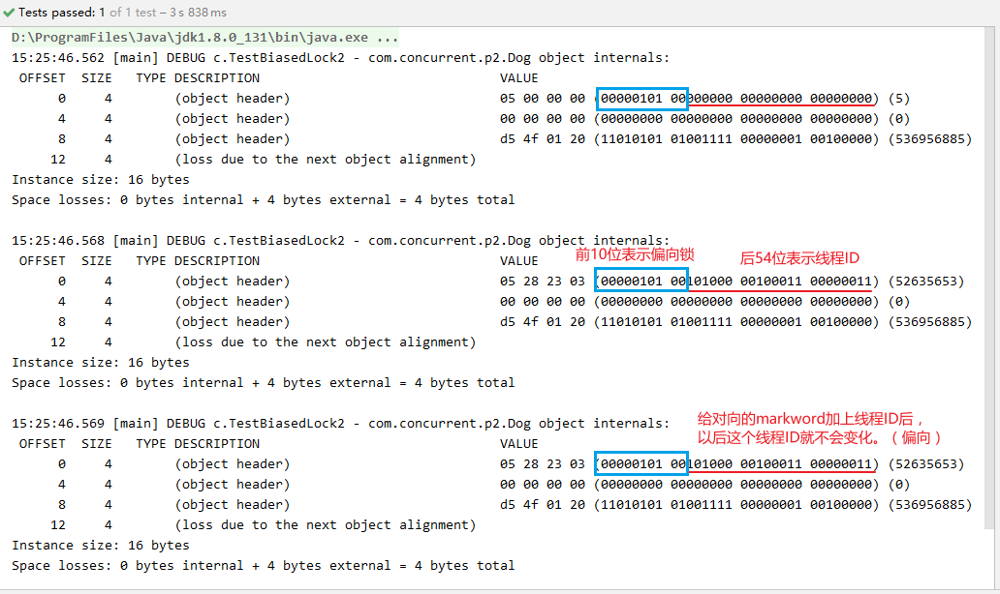 Tests passed: 1 of 1 test – 3 s 838 ms
D:\ProgramFiles\Java\jdk1.8.0_131\bin\java.exe ...
15:25:46.562 [main] DEBUG c.TestBiasedLock2 - com.concurrent.p2.Dog object internals:
OFFSET SIZE TYPE DESCRIPTION VALUE
0 4 (object header) 05 00 00 00 (00000101 00000000 00000000 00000000) (5)
4 4 (object header) 00 00 00 00 (00000000 00000000 00000000 00000000) (0)
8 4 (object header) d5 4f 01 20 (11010101 01001111 00000001 00100000) (536956885)
12 4 (loss due to the next object alignment)
Instance size: 16 bytes
Space losses: 0 bytes internal + 4 bytes external = 4 bytes total
15:25:46.568 [main] DEBUG c.TestBiasedLock2 - com.concurrent.p2.Dog object internals:
前10位表示偏向锁 后54位表示线程ID
OFFSET SIZE TYPE DESCRIPTION VALUE
0 4 (object header) 05 28 23 03 (00000101 00101000 00100011 00000011) (52635653)
4 4 (object header) 00 00 00 00 (00000000 00000000 00000000 00000000) (0)
8 4 (object header) d5 4f 01 20 (11010101 01001111 00000001 00100000) (536956885)
12 4 (loss due to the next object alignment)
Instance size: 16 bytes
Space losses: 0 bytes internal + 4 bytes external = 4 bytes total
15:25:46.569 [main] DEBUG c.TestBiasedLock2 - com.concurrent.p2.Dog object internals:
给对向的markword加上线程ID后，
以后这个线程ID就不会变化。（偏向）
OFFSET SIZE TYPE DESCRIPTION VALUE
0 4 (object header) 05 28 23 03 (00000101 00101000 00100011 00000011) (52635653)
4 4 (object header) 00 00 00 00 (00000000 00000000 00000000 00000000) (0)
8 4 (object header) d5 4f 01 20 (11010101 01001111 00000001 00100000) (536956885)
12 4 (loss due to the next object alignment)
Instance size: 16 bytes
Space losses: 0 bytes internal + 4 bytes external = 4 bytes total